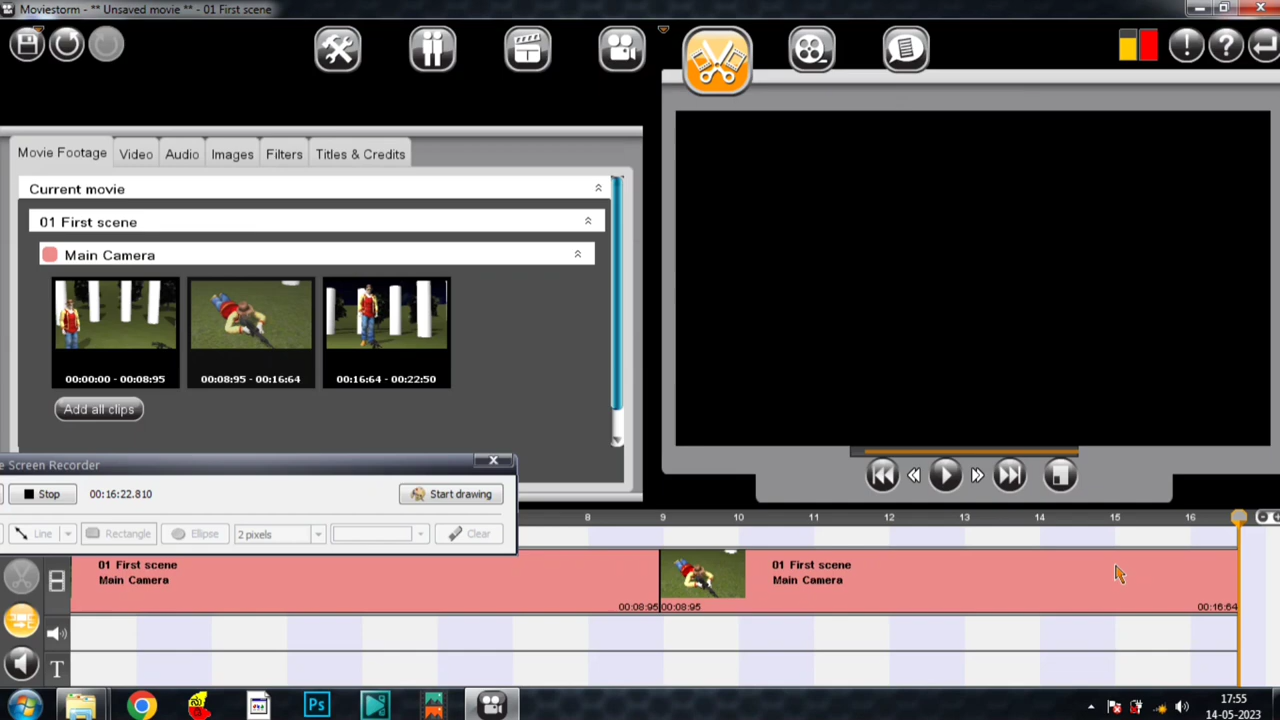 Moviestorm - ** Unsaved movie ** - 01 First scene
Movie Footage
Video
Audio
Images
Filters
Titles & Credits
Current movie
01 First scene
Main Camera
00:00:00 - 00:08:95
00:08:95 - 00:16:64
00:16:64 - 00:22:50
Add all clips
e Screen Recorder
Stop
00:16:22.810
Start drawing
Line
Rectangle
Ellipse
2 pixels
Clear
8 9 10 11 12 13 14 15 16
01 First scene
Main Camera
00:08:95
01 First scene
Main Camera
00:08:95
00:16:64
T
Ps
17:55
14-05-2023